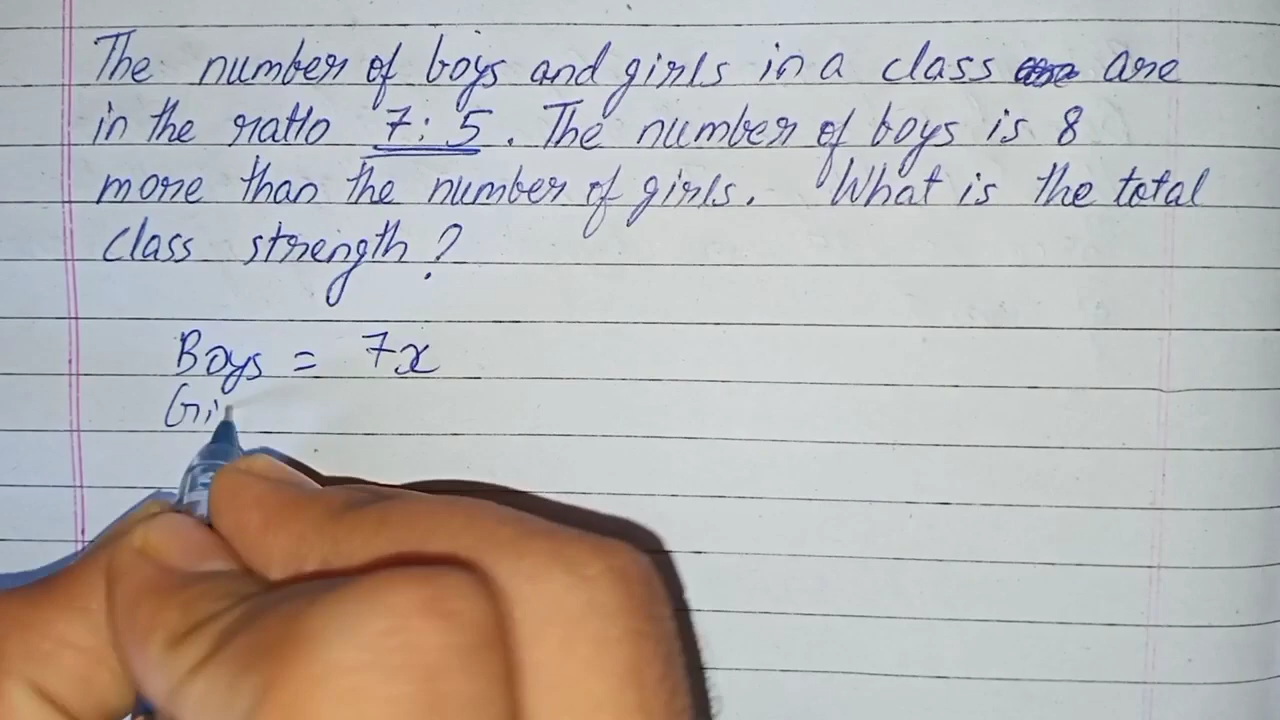 The number of boys and girls in a class are
in the ratio 7:5. The number of boys is 8
more than the number of girls. What is the total
class strength?
Boys = 7x
Gi